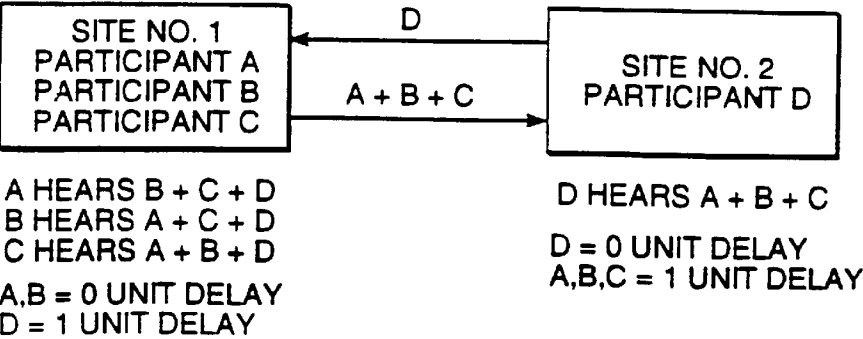 SITE NO. 1
PARTICIPANT A
PARTICIPANT B
PARTICIPANT C
D
A + B + C
SITE NO. 2
PARTICIPANT D
A HEARS B + C + D
B HEARS A + C + D
C HEARS A + B + D
A,B = 0 UNIT DELAY
D = 1 UNIT DELAY
D HEARS A + B + C
D = 0 UNIT DELAY
A,B,C = 1 UNIT DELAY